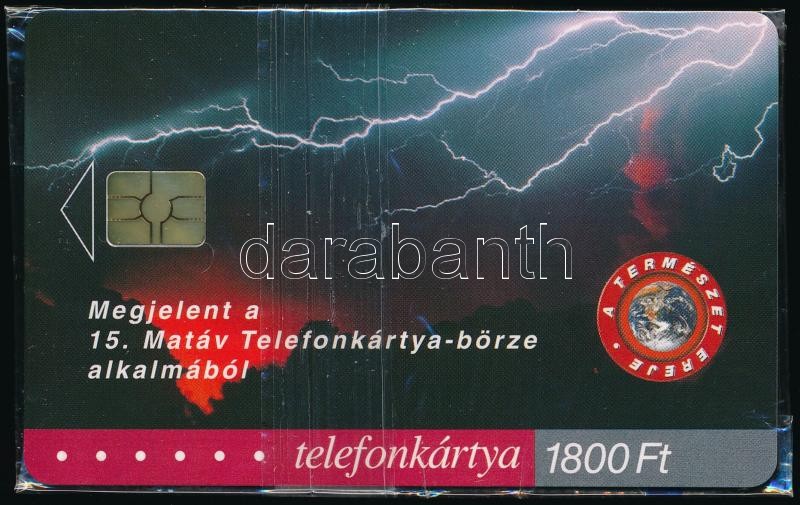 darabanth
A TERMÉSZET EREJE •
Megjelent a
15. Matáv Telefonkártya-börze
alkalmából
telefonkártya
1800 Ft